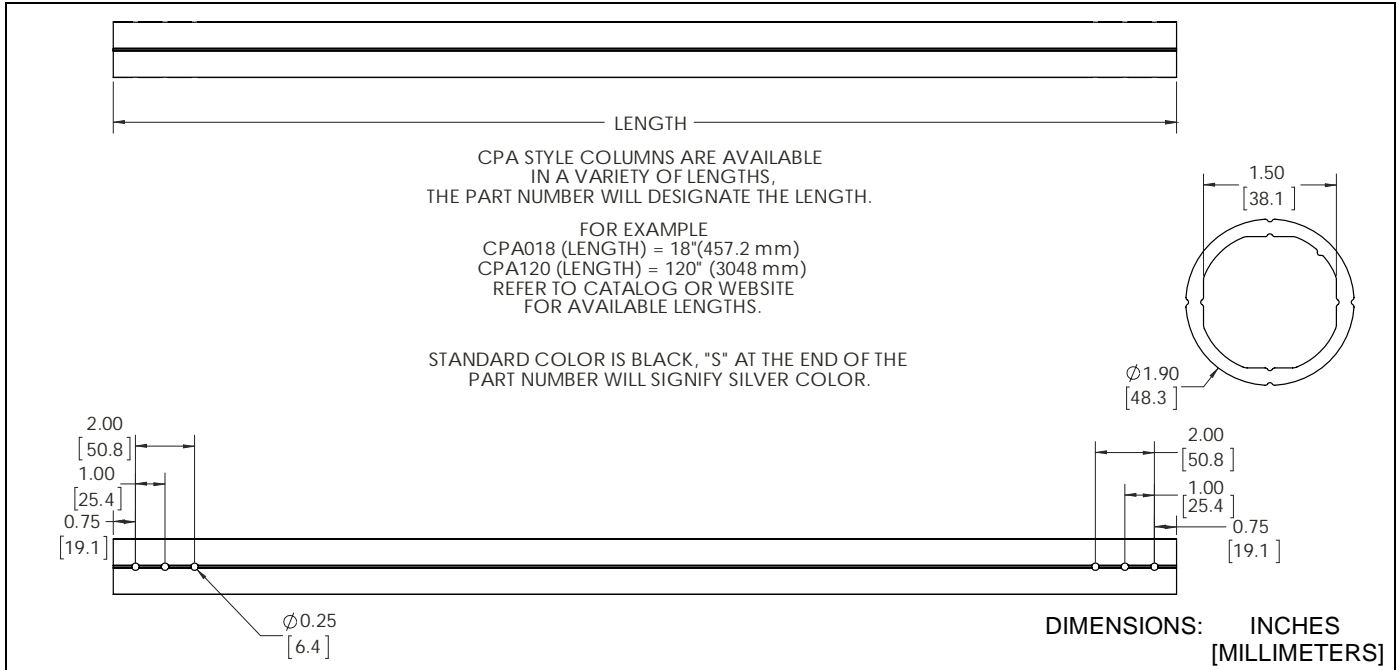 LENGTH
CPA STYLE COLUMNS ARE AVAILABLE
IN A VARIETY OF LENGTHS,
THE PART NUMBER WILL DESIGNATE THE LENGTH.
FOR EXAMPLE
CPA018 (LENGTH) = 18"(457.2 mm)
CPA120 (LENGTH) = 120" (3048 mm)
REFER TO CATALOG OR WEBSITE
FOR AVAILABLE LENGTHS.
STANDARD COLOR IS BLACK, "S" AT THE END OF THE
PART NUMBER WILL SIGNIFY SILVER COLOR.
1.50
[38.1]
∅1.90
[48.3]
2.00
[50.8]
1.00
[25.4]
0.75
[19.1]
∅0.25
[6.4]
2.00
[50.8]
1.00
[25.4]
0.75
[19.1]
DIMENSIONS: INCHES
[MILLIMETERS]